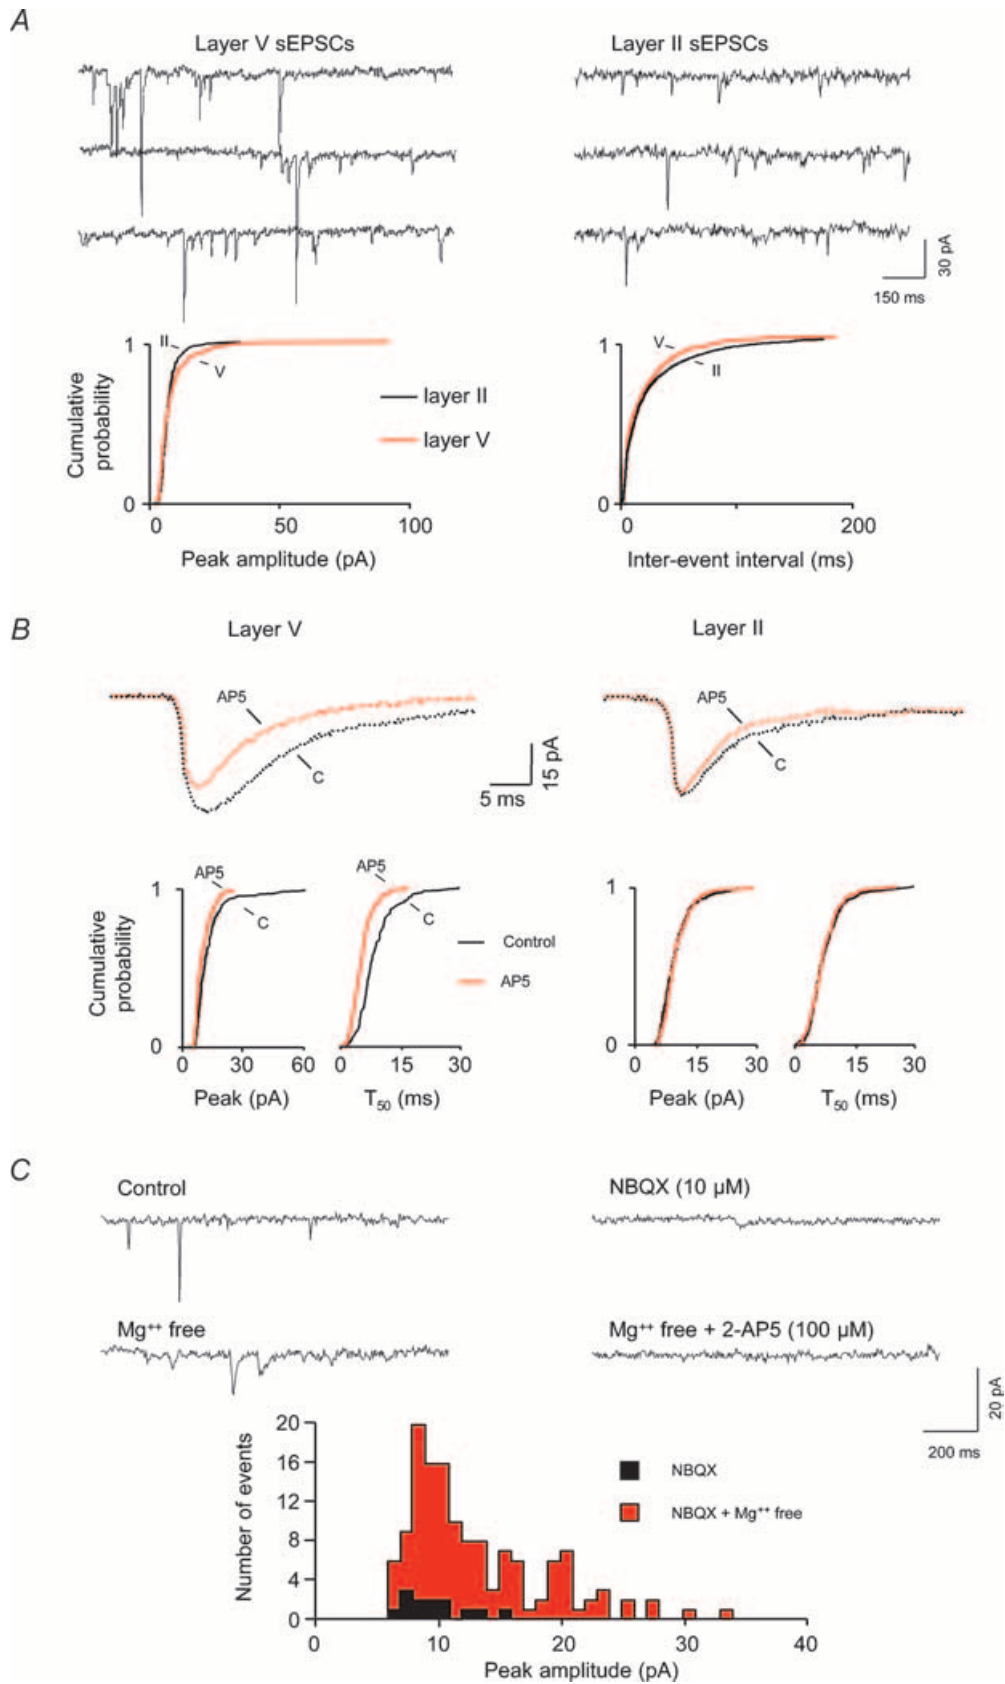 A
Layer V sEPSCs
Layer II sEPSCs
30 pA
150 ms
Cumulative probability
1
0
II
V
0 50 100
Peak amplitude (pA)
layer II
layer V
1
0
V
II
0 200
Inter-event interval (ms)
B
Layer V
Layer II
AP5
C
15 pA
5 ms
AP5
C
Cumulative probability
1
0
AP5
C
0 25 60
Peak (pA)
AP5
C
0 15 30
T50 (ms)
Control
AP5
1
0
0 15 30
Peak (pA)
0 15 30
T50 (ms)
C
Control
NBQX (10 µM)
Mg++ free
Mg++ free + 2-AP5 (100 µM)
20 pA
200 ms
Number of events
20
16
12
8
4
0
NBQX
NBQX + Mg++ free
0 10 20 30 40
Peak amplitude (pA)